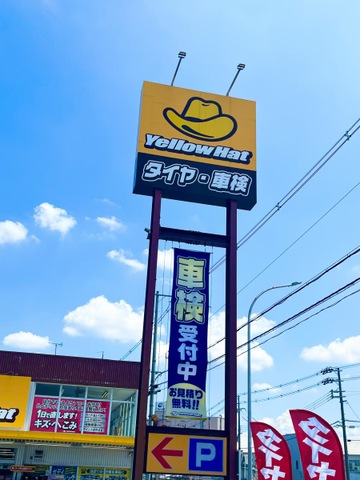 YellowHat
タイヤ・車検
車検
受付中
お見積り
無料!!
P
Hat
1日で直します!
キズ・へこみ
タイヤ
タイヤ